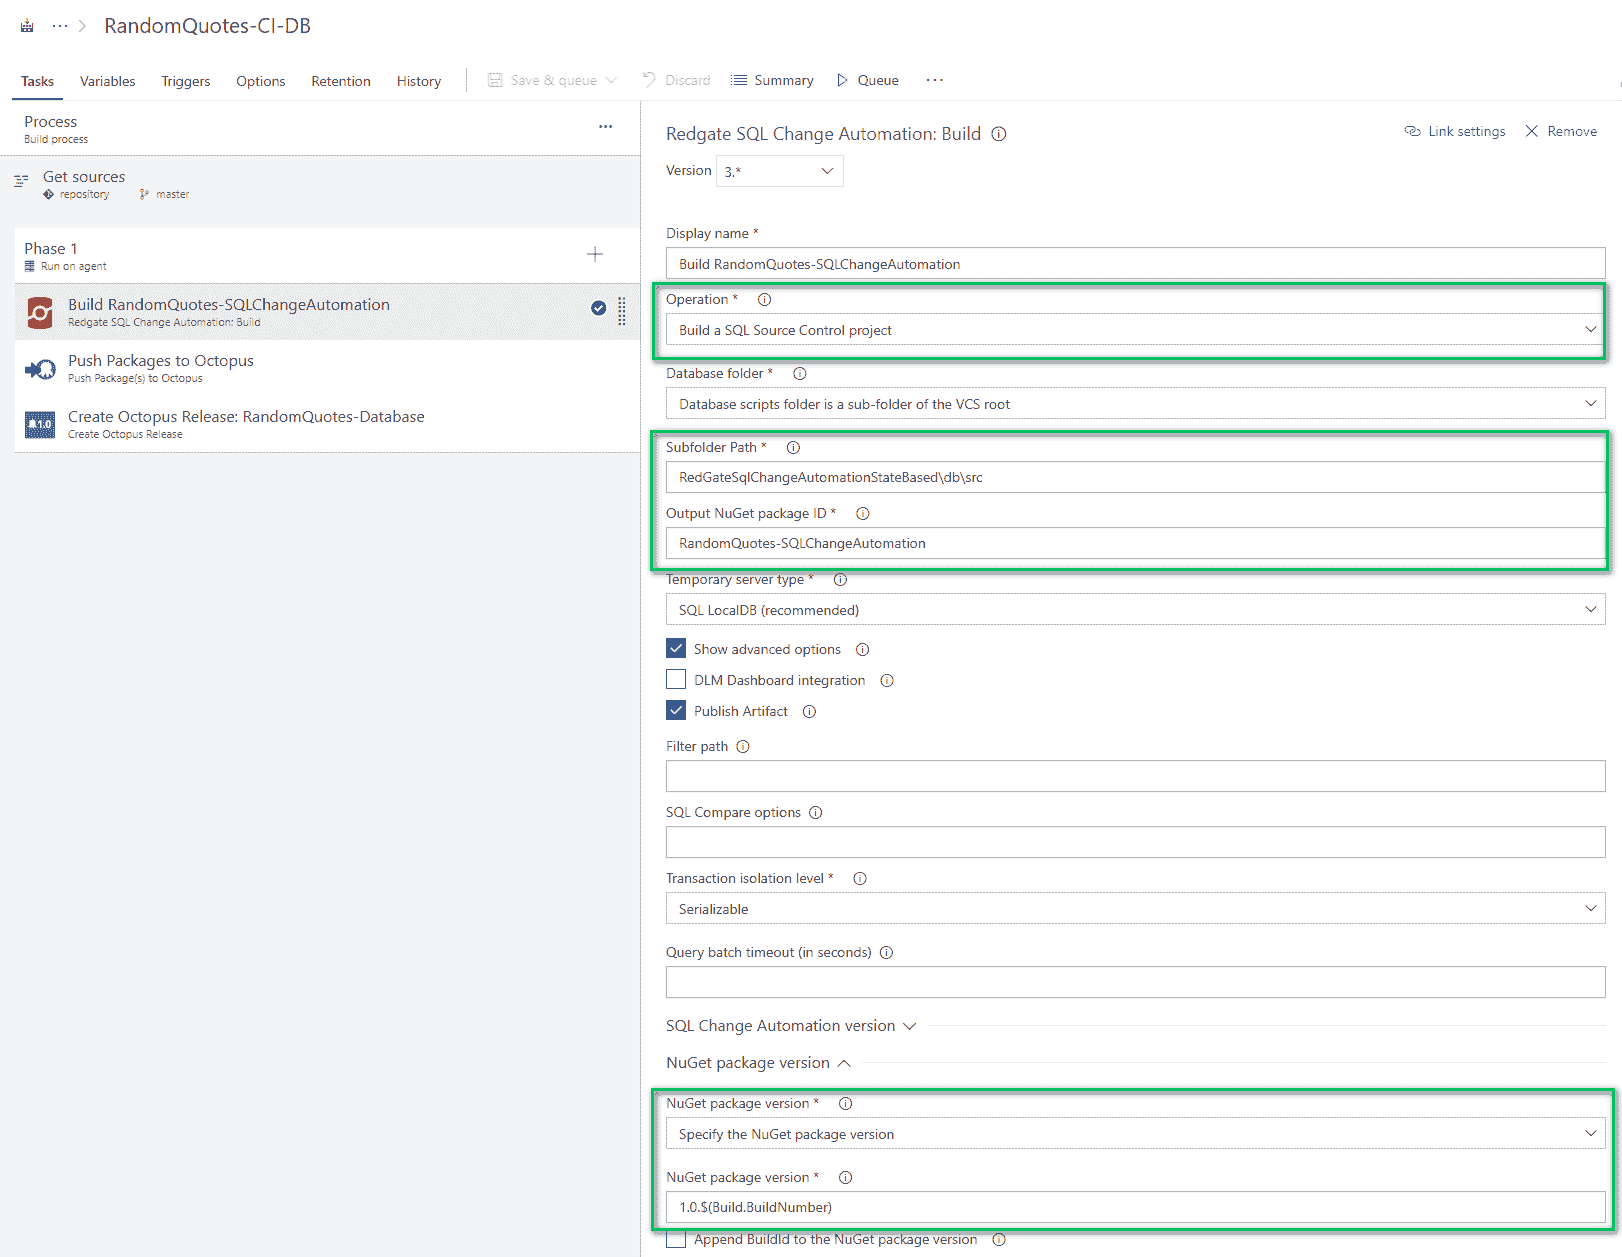 RandomQuotes-CI-DB
Tasks Variables Triggers Options Retention History Save & queue Discard Summary Queue
Process
Build process
Get sources
repository master
Phase 1
Run on agent
Build RandomQuotes-SQLChangeAutomation
Redgate SQL Change Automation: Build
Push Packages to Octopus
Push Package(s) to Octopus
1.0
Create Octopus Release: RandomQuotes-Database
Create Octopus Release
Redgate SQL Change Automation: Build
Link settings Remove
Version 3.*
Display name *
Build RandomQuotes-SQLChangeAutomation
Operation *
Build a SQL Source Control project
Database folder *
Database scripts folder is a sub-folder of the VCS root
Subfolder Path *
RedGateSqlChangeAutomationStateBased\db\src
Output NuGet package ID *
RandomQuotes-SQLChangeAutomation
Temporary server type *
SQL LocalDB (recommended)
Show advanced options
DLM Dashboard integration
Publish Artifact
Filter path
SQL Compare options
Transaction isolation level *
Serializable
Query batch timeout (in seconds)
SQL Change Automation version
NuGet package version
NuGet package version *
Specify the NuGet package version
NuGet package version *
1.0.$(Build.BuildNumber)
Append BuildId to the NuGet package version